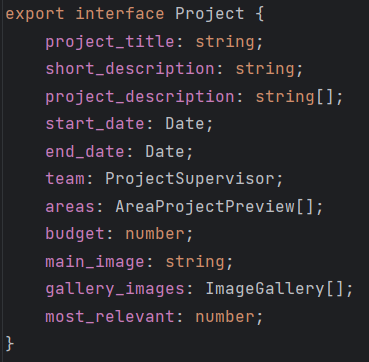 export interface Project {
    project_title: string;
    short_description: string;
    project_description: string[];
    start_date: Date;
    end_date: Date;
    team: ProjectSupervisor;
    areas: AreaProjectPreview[];
    budget: number;
    main_image: string;
    gallery_images: ImageGallery[];
    most_relevant: number;
}